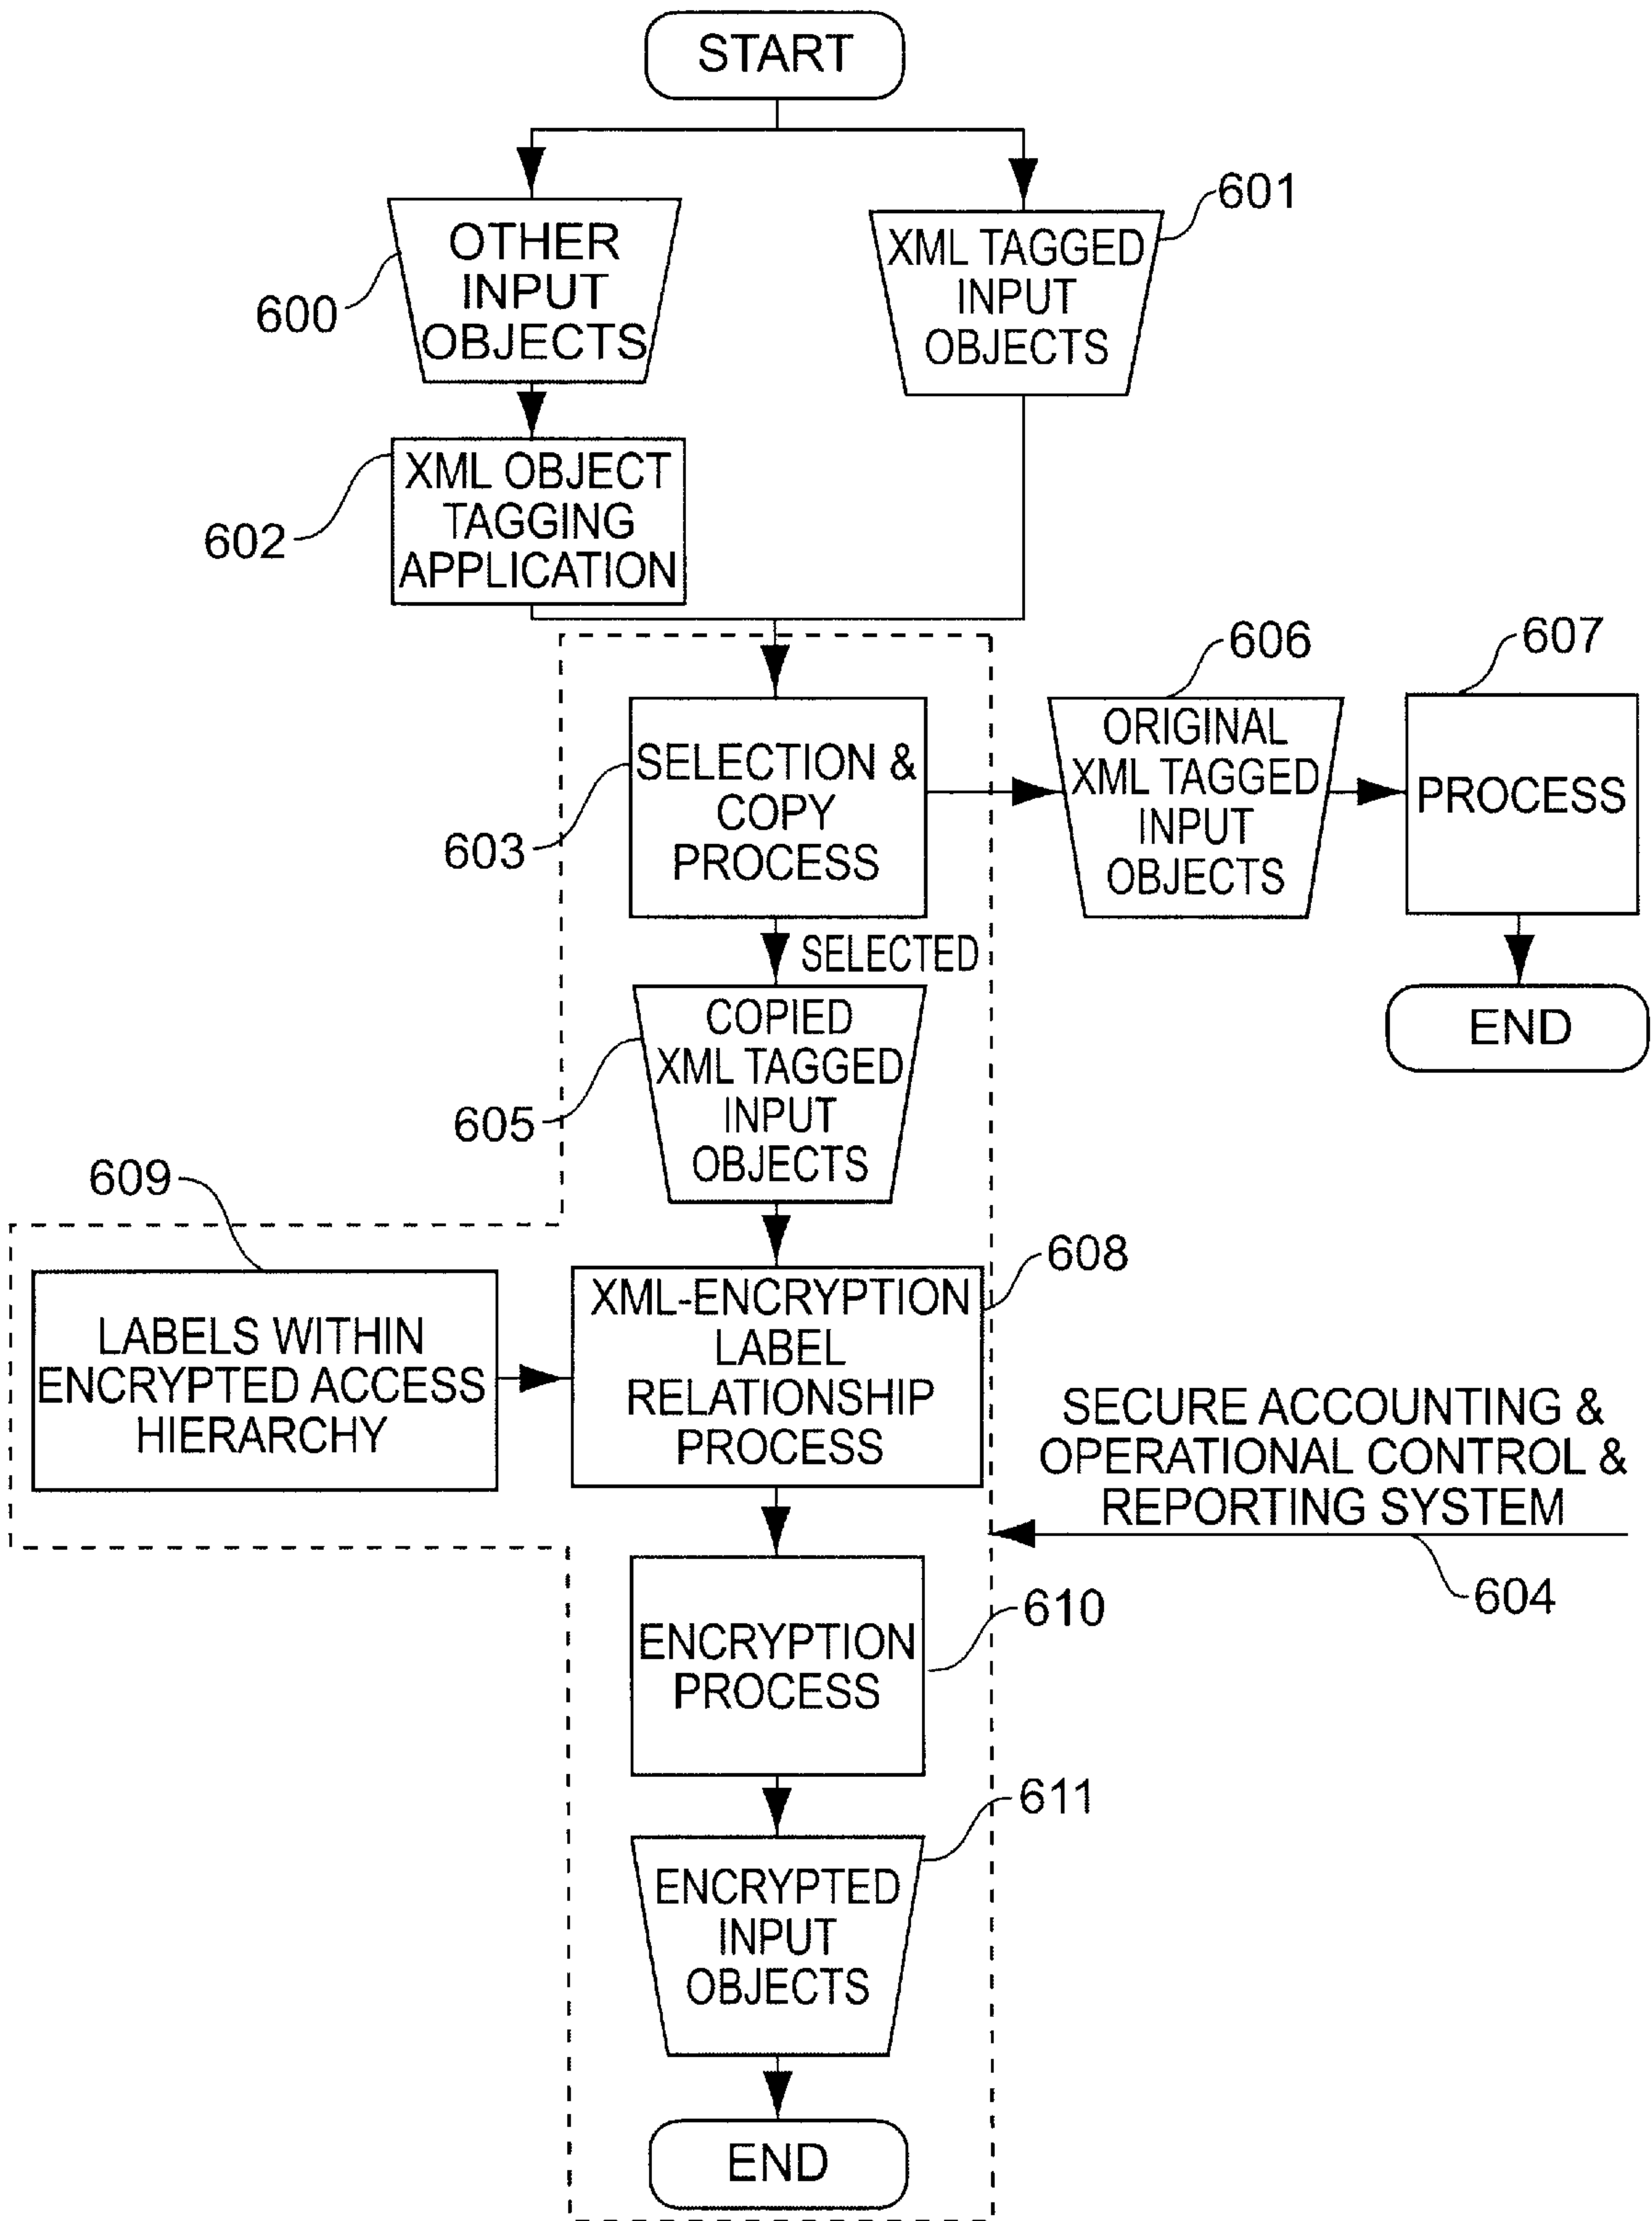 START
601
OTHER
INPUT
OBJECTS
XML TAGGED
INPUT
OBJECTS
600
XML OBJECT
TAGGING
APPLICATION
602
606
607
SELECTION &
COPY
PROCESS
603
ORIGINAL
XML TAGGED
INPUT
OBJECTS
PROCESS
SELECTED
END
COPIED
XML TAGGED
INPUT
OBJECTS
605
609
608
LABELS WITHIN
ENCRYPTED ACCESS
HIERARCHY
XML-ENCRYPTION
LABEL
RELATIONSHIP
PROCESS
SECURE ACCOUNTING &
OPERATIONAL CONTROL &
REPORTING SYSTEM
604
610
ENCRYPTION
PROCESS
611
ENCRYPTED
INPUT
OBJECTS
END